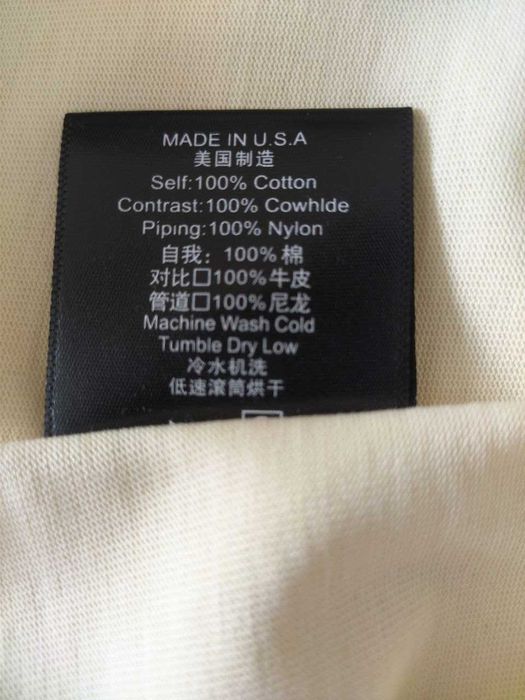 MADE IN U.S.A
美国制造
Self:100% Cotton
Contrast:100% Cowhlde
Pipıng:100% Nylon
自我：100%棉
对比□100%牛皮
管道□100%尼龙
Machine Wash Cold
Tumble Dry Low
冷水机洗
低速滚筒烘干